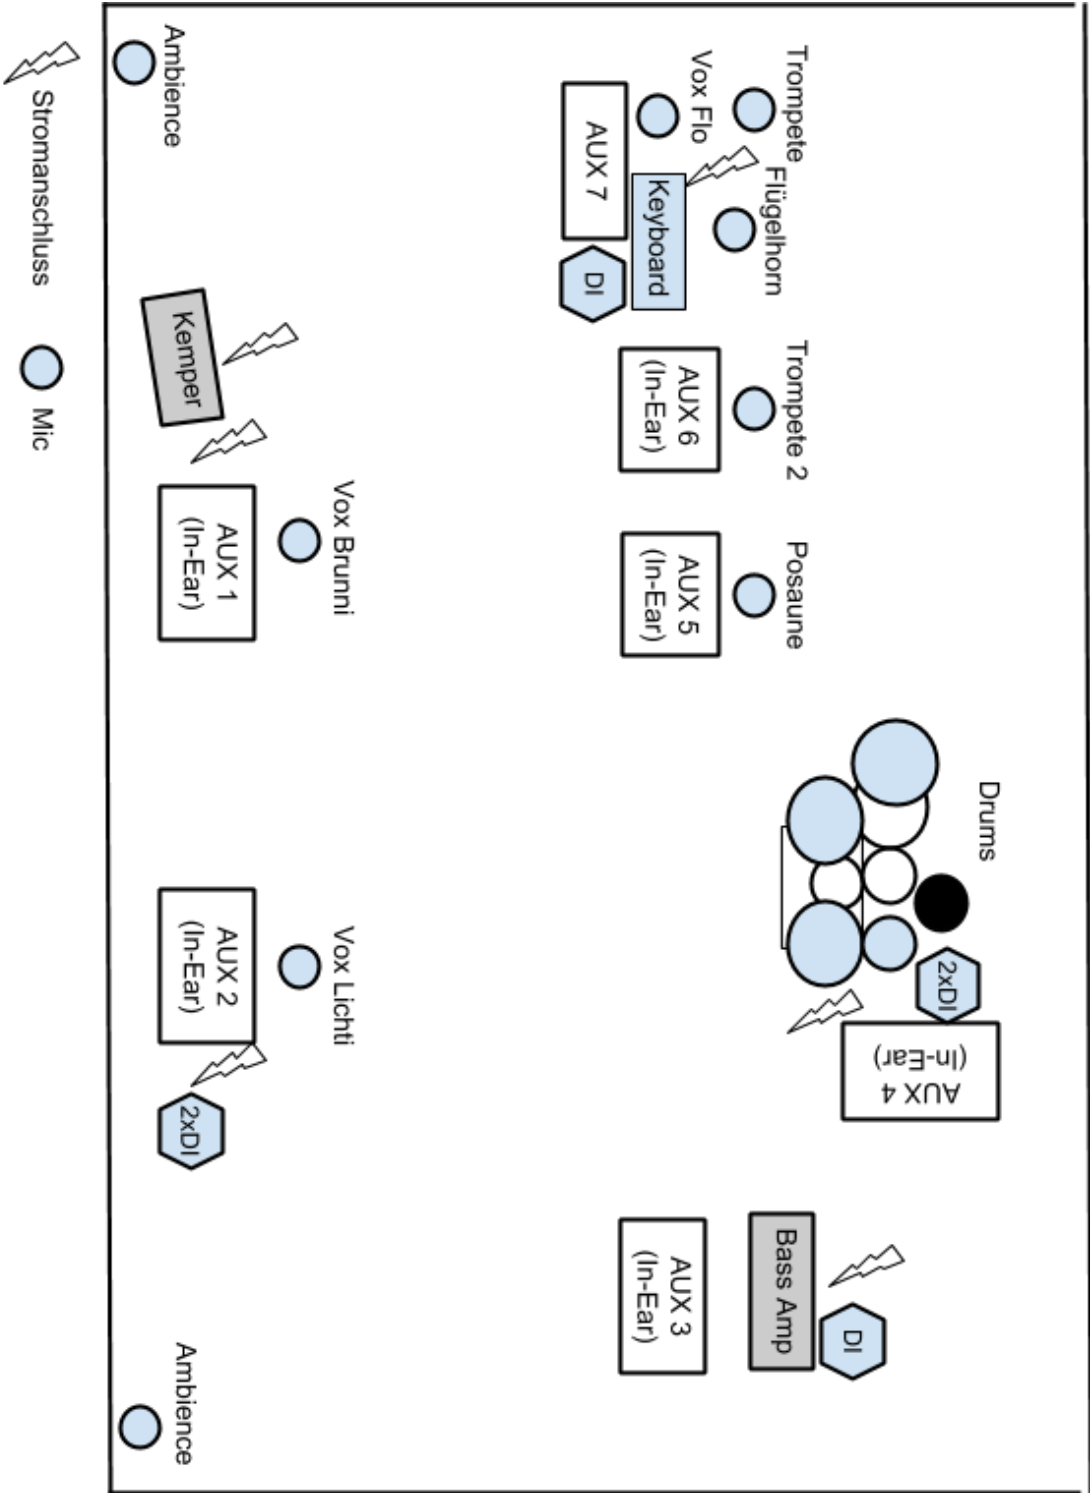 Drums
Trompete
Flügelhorn
Trompete 2
Posaune
Vox Flo
Keyboard
AUX 7
DI
AUX 6
(In-Ear)
AUX 5
(In-Ear)
2xDI
AUX 4
(In-Ear)
Bass Amp
DI
AUX 3
(In-Ear)
Vox Brunni
Vox Lichti
Kemper
AUX 1
(In-Ear)
AUX 2
(In-Ear)
2xDI
Ambience
Ambience
Stromanschluss
Mic